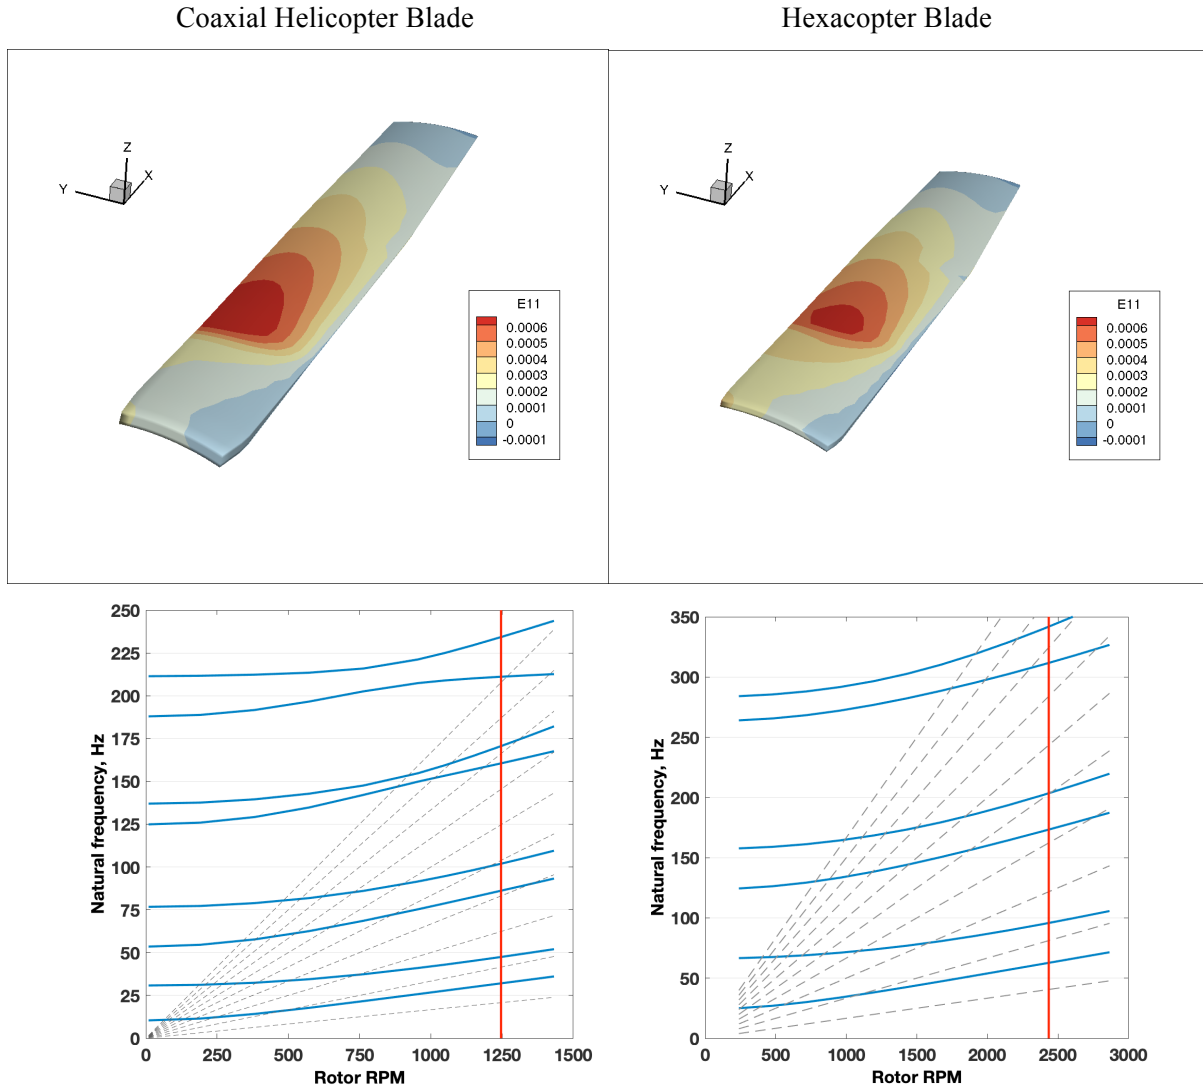 Coaxial Helicopter Blade
Hexacopter Blade
Z
Y
X
E11
0.0006
0.0005
0.0004
0.0003
0.0002
0.0001
0
-0.0001
Z
Y
X
E11
0.0006
0.0005
0.0004
0.0003
0.0002
0.0001
0
-0.0001
250
225
200
175
150
125
100
75
50
25
0
Natural frequency, Hz
0 250 500 750 1000 1250 1500
Rotor RPM
350
300
250
200
150
100
50
0
Natural frequency, Hz
0 500 1000 1500 2000 2500 3000
Rotor RPM